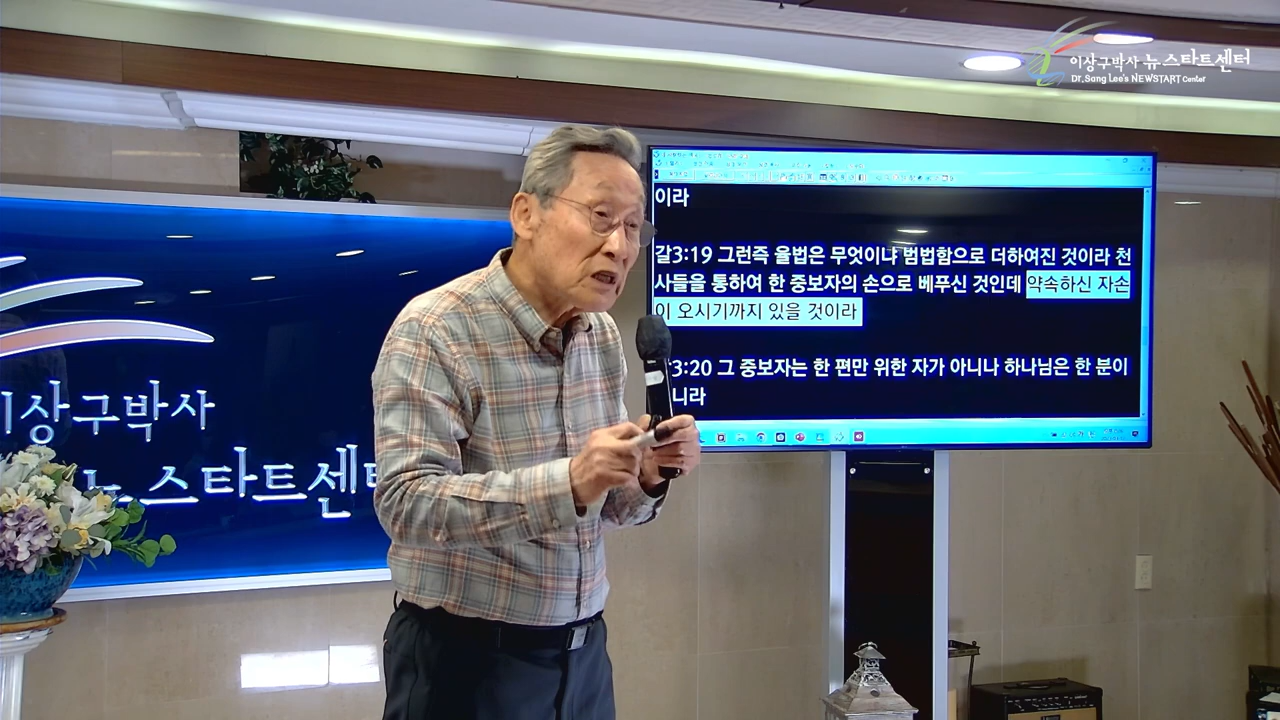 이상구박사 뉴스타트센터
Dr. Sang Lee's NEWSTART Center
이라
갈3:19 그런즉 율법은 무엇이냐 범법함으로 더하여진 것이라 천
사들을 통하여 한 중보자의 손으로 베푸신 것인데 약속하신 자손
이 오시기까지 있을 것이라
3:20 그 중보자는 한 편만 위한 자가 아니나 하나님은 한 분이
니라
이상구박사
뉴스타트센터